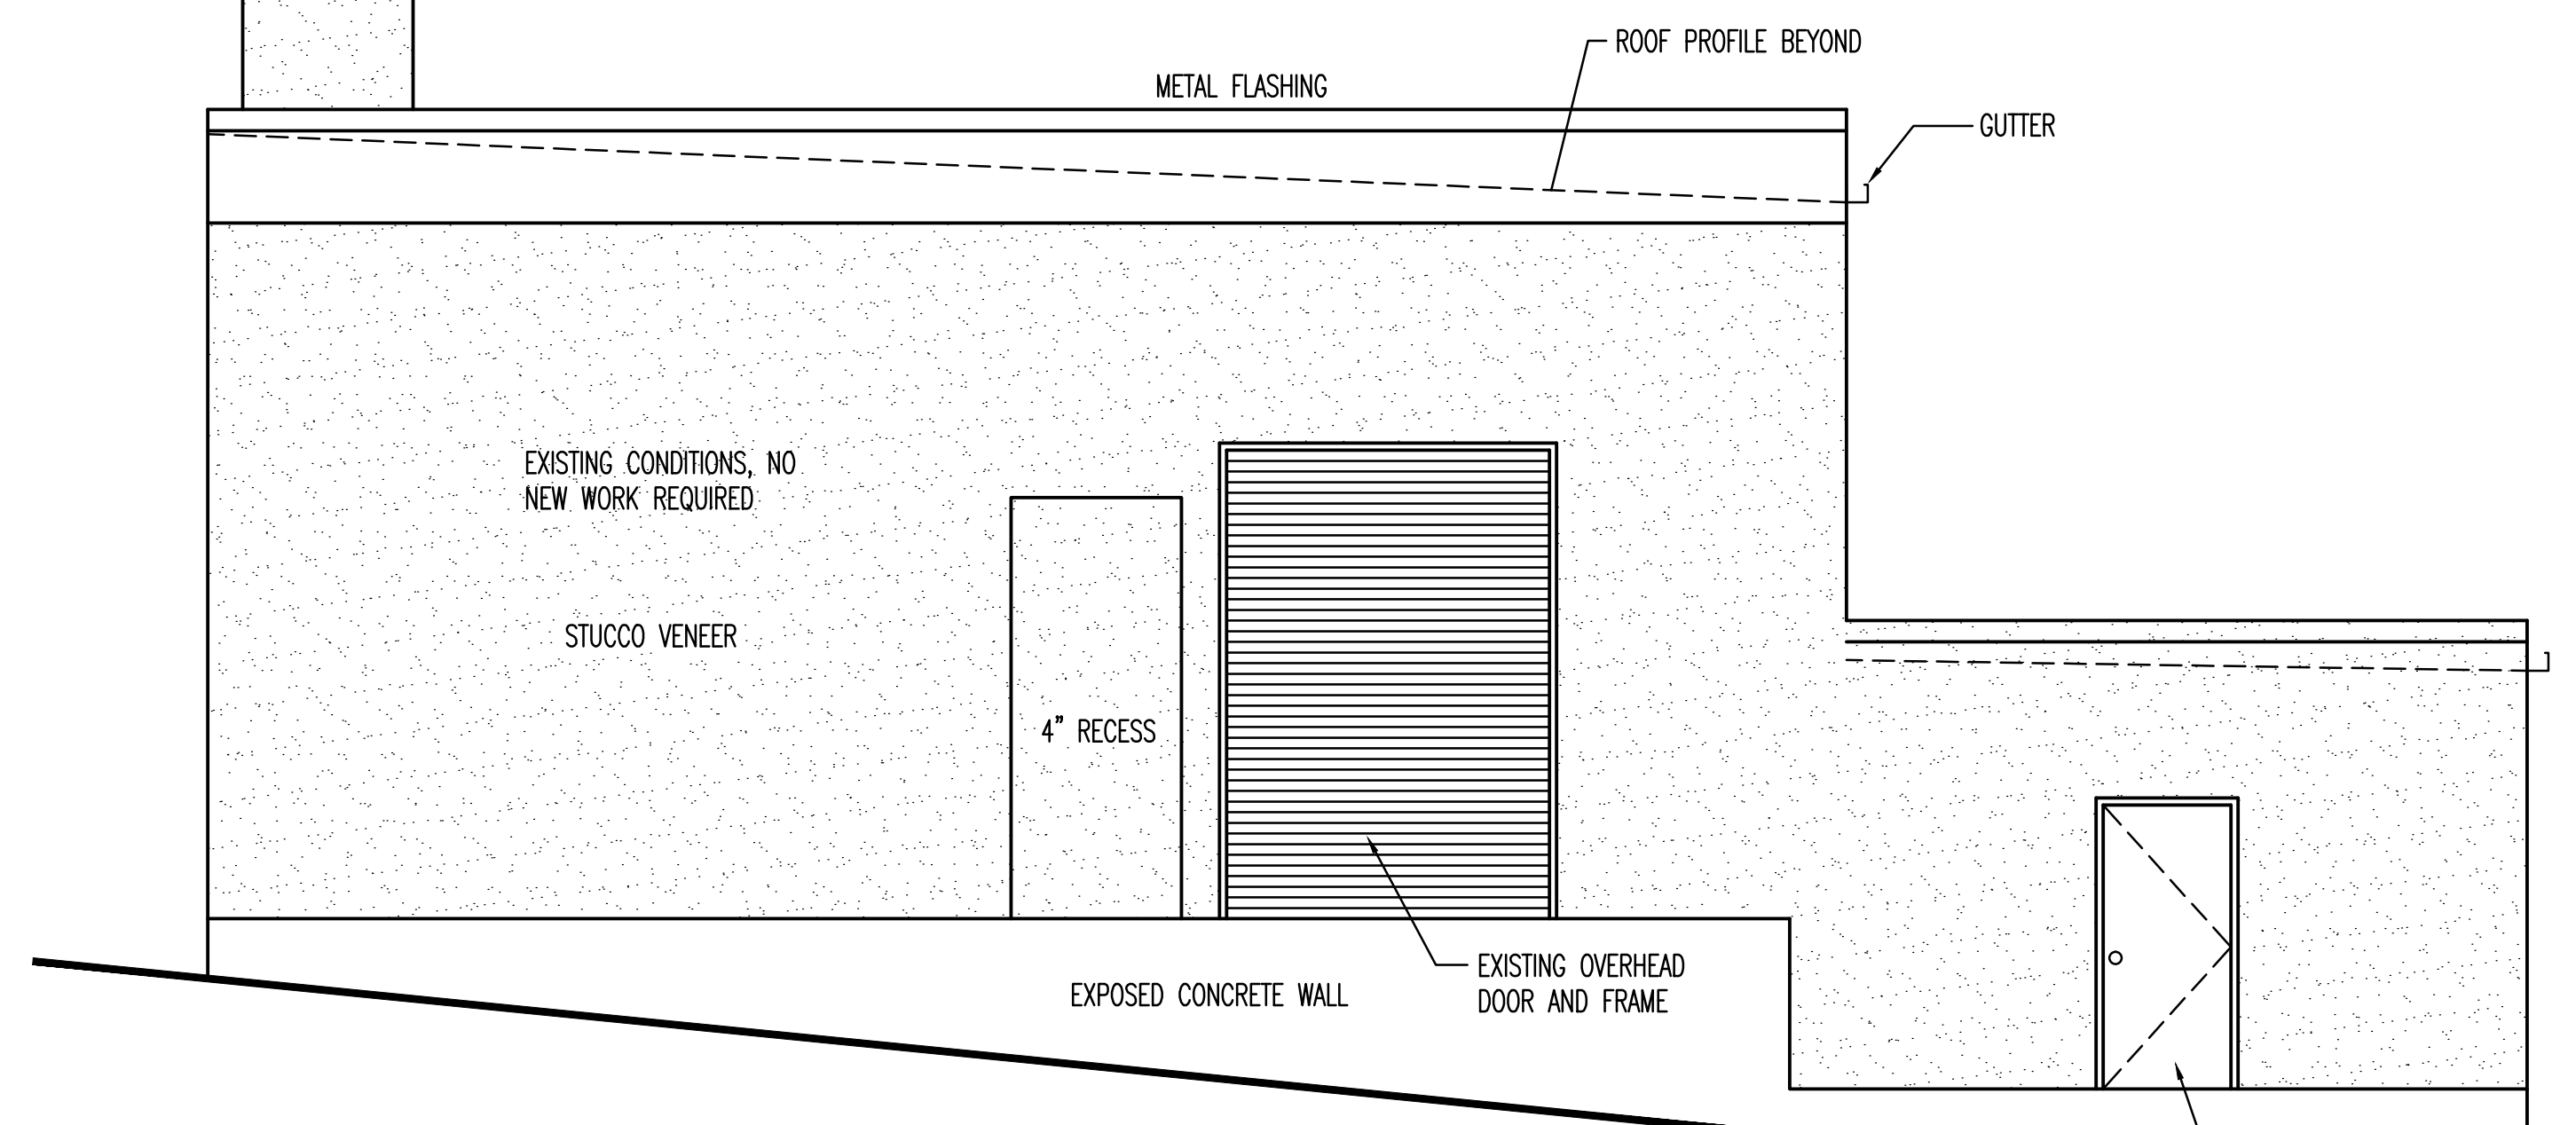 ROOF PROFILE BEYOND
METAL FLASHING
GUTTER
EXISTING CONDITIONS, NO
NEW WORK REQUIRED
STUCCO VENEER
4" RECESS
EXISTING OVERHEAD
DOOR AND FRAME
EXPOSED CONCRETE WALL